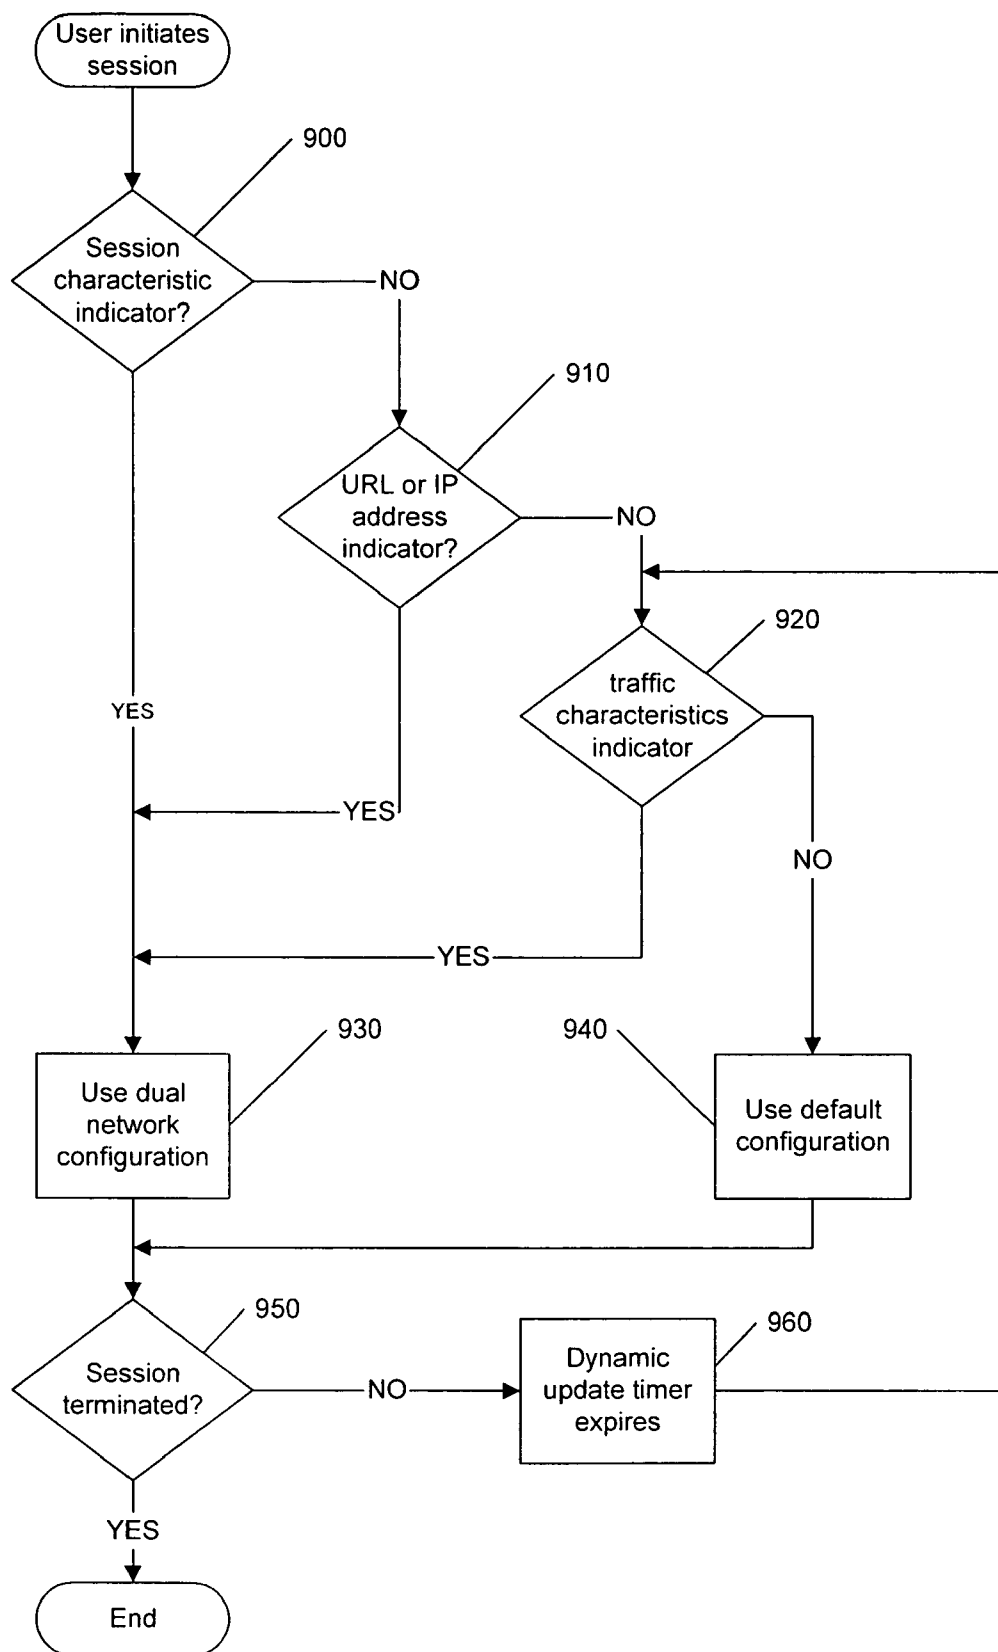 User initiates
session
900
Session
characteristic
indicator?
NO
910
URL or IP
address
indicator?
NO
920
traffic
characteristics
indicator
YES
YES
NO
YES
930
940
Use dual
network
configuration
Use default
configuration
950
960
Session
terminated?
NO
Dynamic
update timer
expires
YES
End